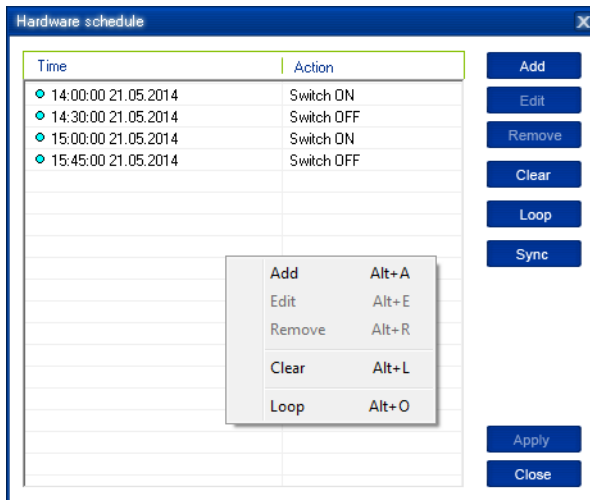 Hardware schedule
Time Action
14:00:00 21.05.2014 Switch ON
14:30:00 21.05.2014 Switch OFF
15:00:00 21.05.2014 Switch ON
15:45:00 21.05.2014 Switch OFF
Add
Edit
Remove
Clear
Loop
Sync
Add Alt+A
Edit Alt+E
Remove Alt+R
Clear Alt+L
Loop Alt+O
Apply
Close